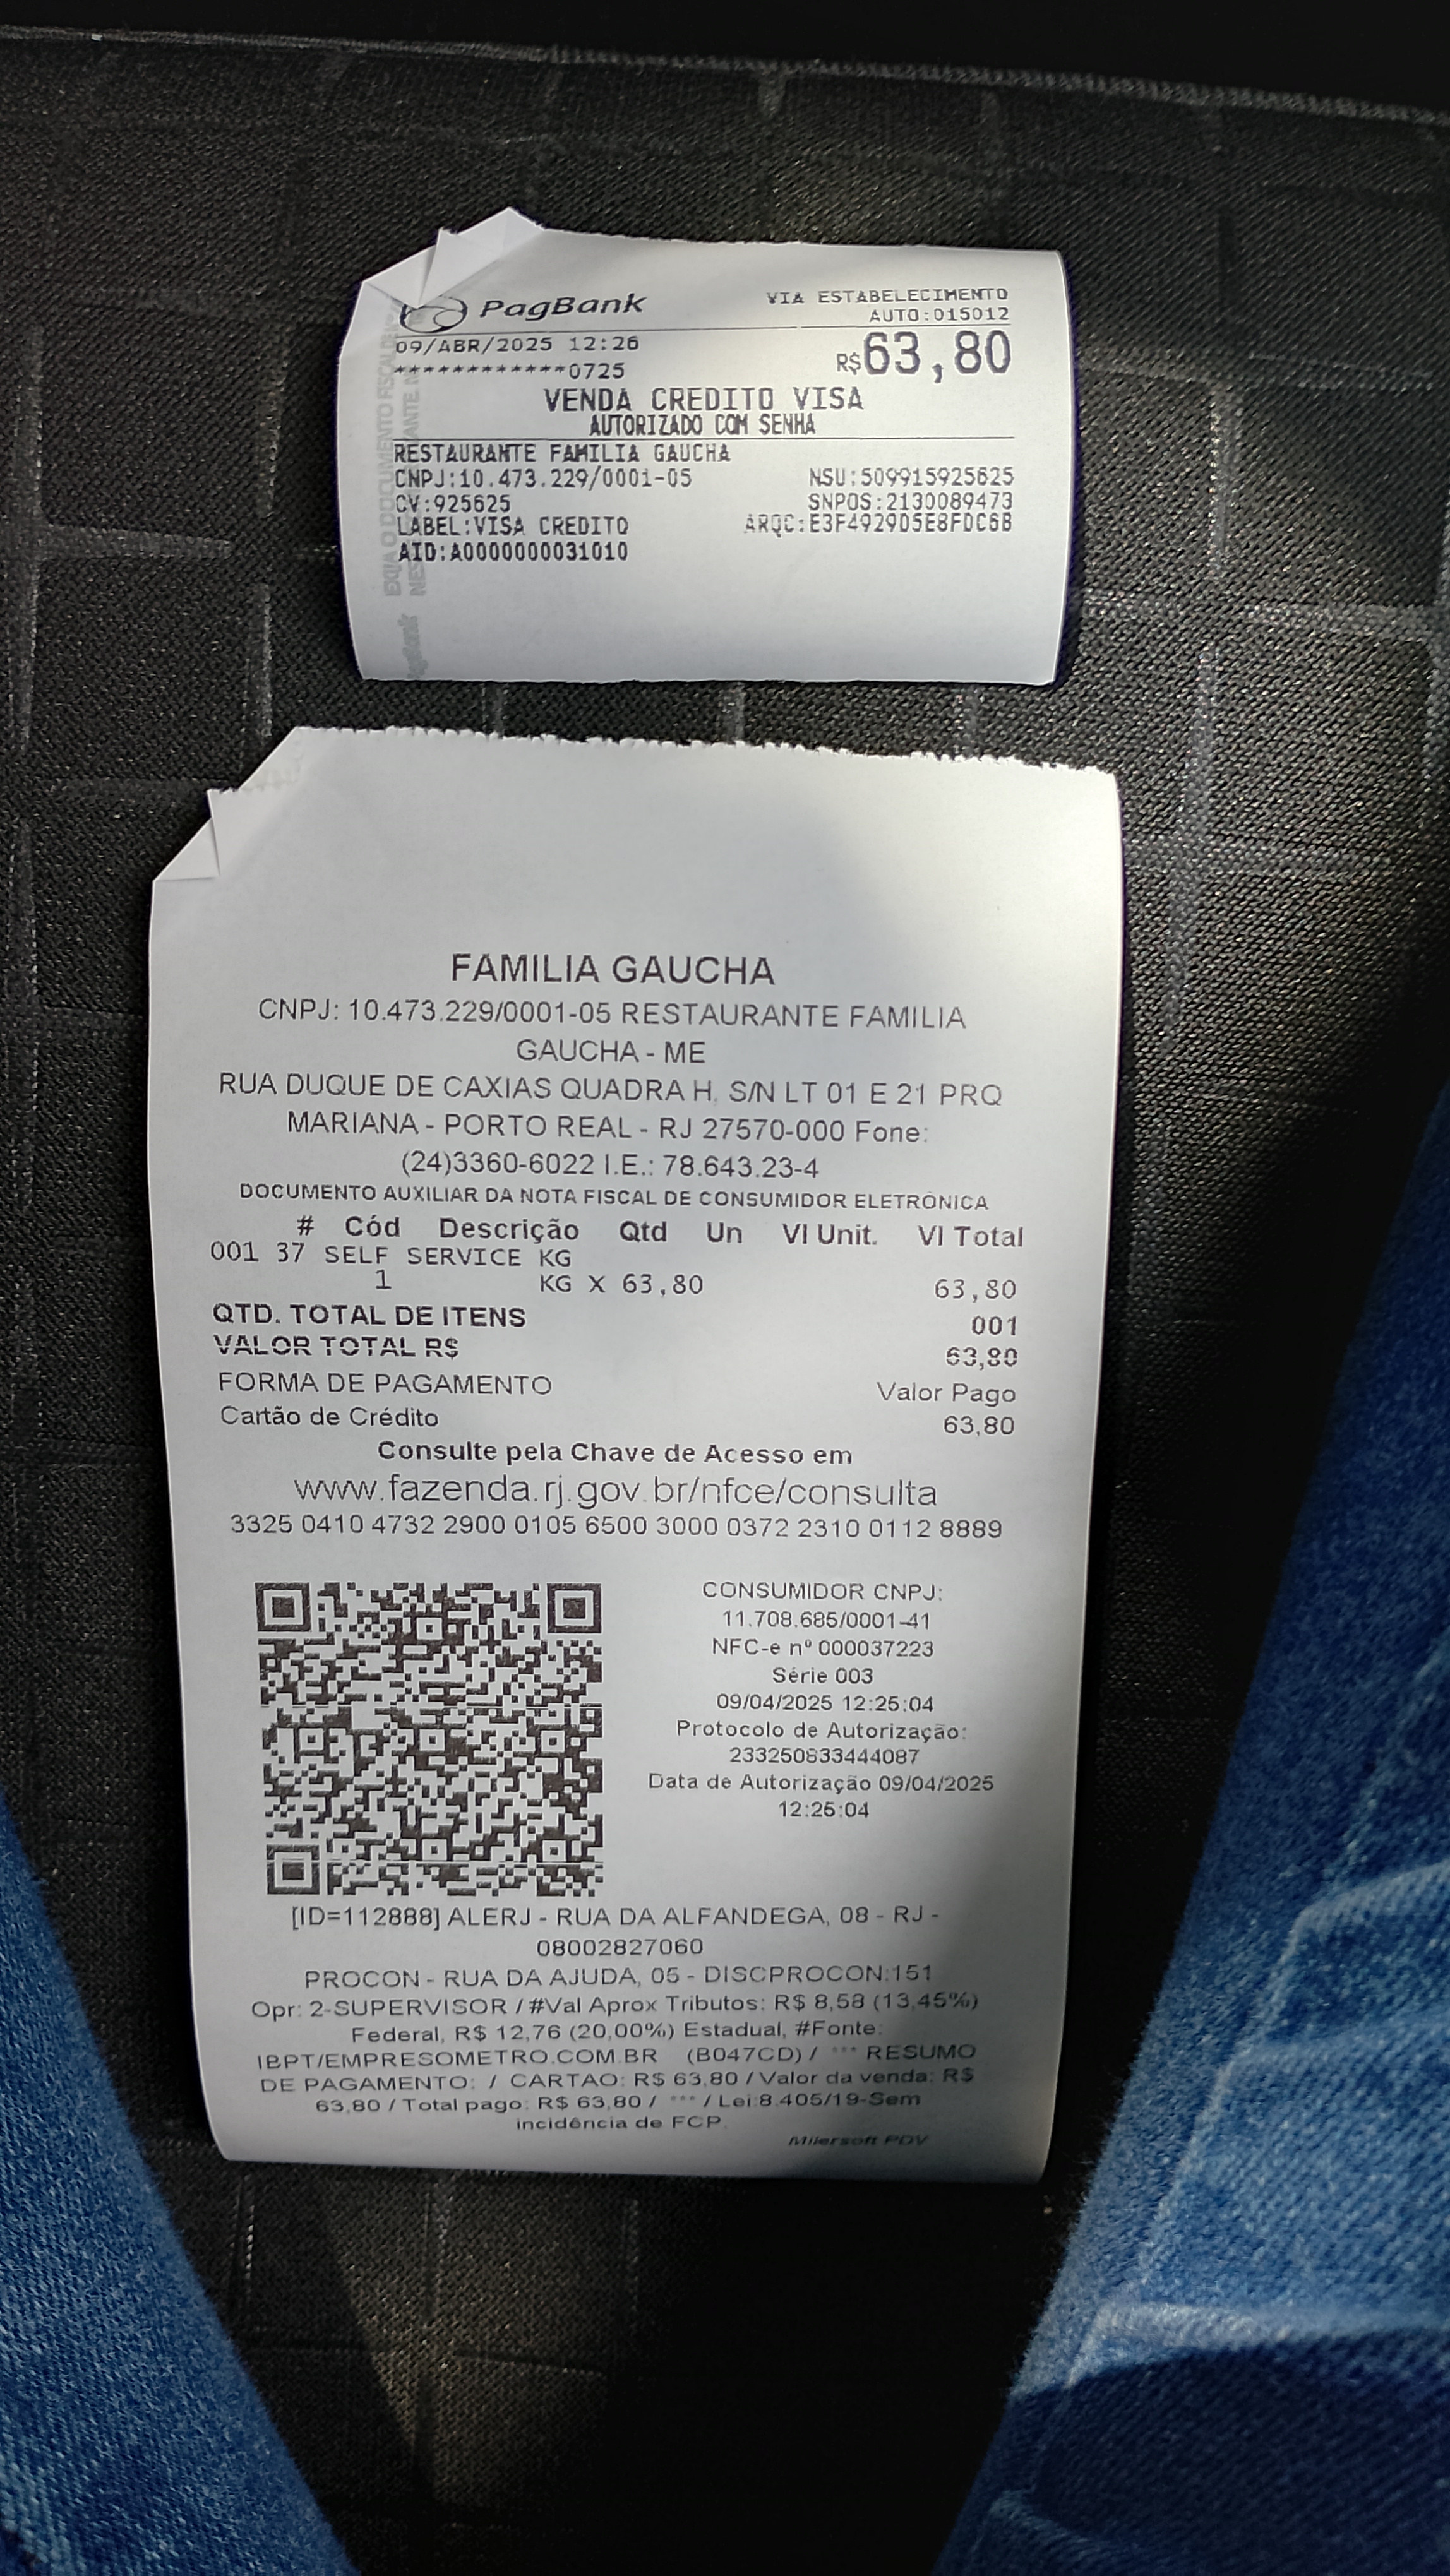 PagBank
VIA ESTABELECIMENTO
AUTO:015012
09/ABR/2025 12:26
R$63,80
************0725
VENDA CREDITO VISA
AUTORIZADO COM SENHA
RESTAURANTE FAMILIA GAUCHA
CNPJ:10.473.229/0001-05 NSU:509915925625
CV:925625 SNPOS:2130089473
LABEL:VISA CREDITO ARQC:E3F4929D5E8FDC6B
AID:A0000000031010
EXIJA O DOCUMENTO FISCAL
FAMILIA GAUCHA
CNPJ: 10.473.229/0001-05 RESTAURANTE FAMILIA
GAUCHA - ME
RUA DUQUE DE CAXIAS QUADRA H, S/N LT 01 E 21 PRQ
MARIANA - PORTO REAL - RJ 27570-000 Fone:
(24)3360-6022 I.E.: 78.643.23-4
DOCUMENTO AUXILIAR DA NOTA FISCAL DE CONSUMIDOR ELETRÔNICA
# Cód Descrição Qtd Un Vl Unit. Vl Total
001 37 SELF SERVICE KG
1 KG X 63,80 63,80
QTD. TOTAL DE ITENS 001
VALOR TOTAL R$ 63,80
FORMA DE PAGAMENTO Valor Pago
Cartão de Crédito 63,80
Consulte pela Chave de Acesso em
www.fazenda.rj.gov.br/nfce/consulta
3325 0410 4732 2900 0105 6500 3000 0372 2310 0112 8889
CONSUMIDOR CNPJ:
11.708.685/0001-41
NFC-e nº 000037223
Série 003
09/04/2025 12:25:04
Protocolo de Autorização:
233250833444087
Data de Autorização 09/04/2025
12:25:04
[ID=112888] ALERJ - RUA DA ALFANDEGA, 08 - RJ -
08002827060
PROCON - RUA DA AJUDA, 05 - DISCPROCON:151
Opr: 2-SUPERVISOR / #Val Aprox Tributos: R$ 8,58 (13,45%)
Federal, R$ 12,76 (20,00%) Estadual, #Fonte:
IBPT/EMPRESOMETRO.COM.BR (B047CD) / *** RESUMO
DE PAGAMENTO: / CARTAO: R$ 63,80 / Valor da venda: R$
63,80 / Total pago: R$ 63,80 / *** / Lei:8.405/19-Sem
incidência de FCP.
Milersoft PDV